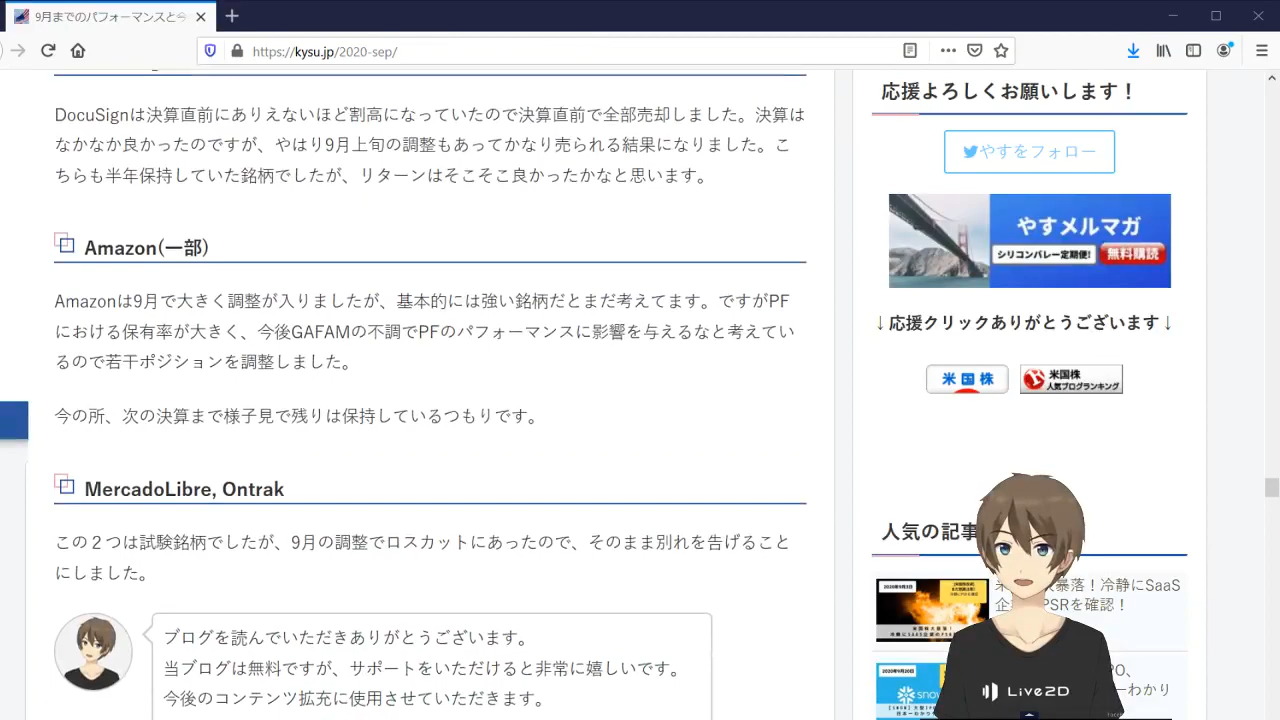 9月までのパフォーマンスと今
https://kysu.jp/2020-sep/
DocuSignは決算直前にありえないほど割高になっていたので決算直前で全部売却しました。決算は
なかなか良かったのですが、やはり9月上旬の調整もあってかなり売られる結果になりました。こ
ちらも半年保持していた銘柄でしたが、リターンはそこそこ良かったかなと思います。
Amazon(一部)
Amazonは9月で大きく調整が入りましたが、基本的には強い銘柄だとまだ考えてます。ですがPF
における保有率が大きく、今後GAFAMの不調でPFのパフォーマンスに影響を与えるなと考えてい
るので若干ポジションを調整しました。
今の所、次の決算まで様子見で残りは保持しているつもりです。
MercadoLibre, Ontrak
この２つは試験銘柄でしたが、9月の調整でロスカットにあったので、そのまま別れを告げること
にしました。
ブログを読んでいただきありがとうございます。
当ブログは無料ですが、サポートをいただけると非常に嬉しいです。
今後のコンテンツ拡充に使用させていただきます。
応援よろしくお願いします！
やすをフォロー
やすメルマガ
シリコンバレー定期便!
無料購読
↓応援クリックありがとうございます↓
米国株
米国株
人気ブログランキング
人気の記事
暴落！冷静にSaaS
PSRを確認！
Live2D